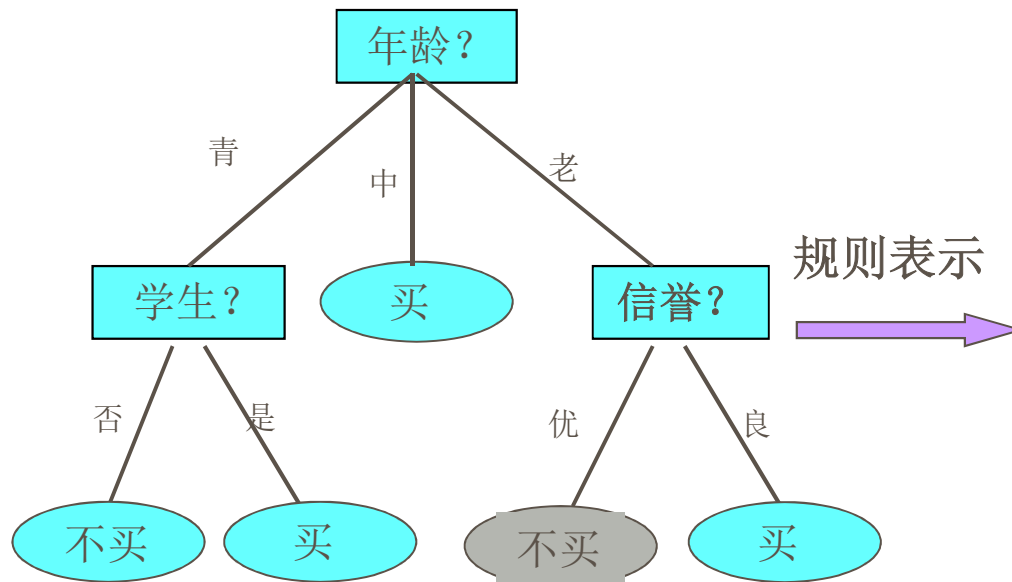 年龄？
青
中
老
规则表示
学生？
买
信誉？
否
是
优
良
不买
买
不买
买